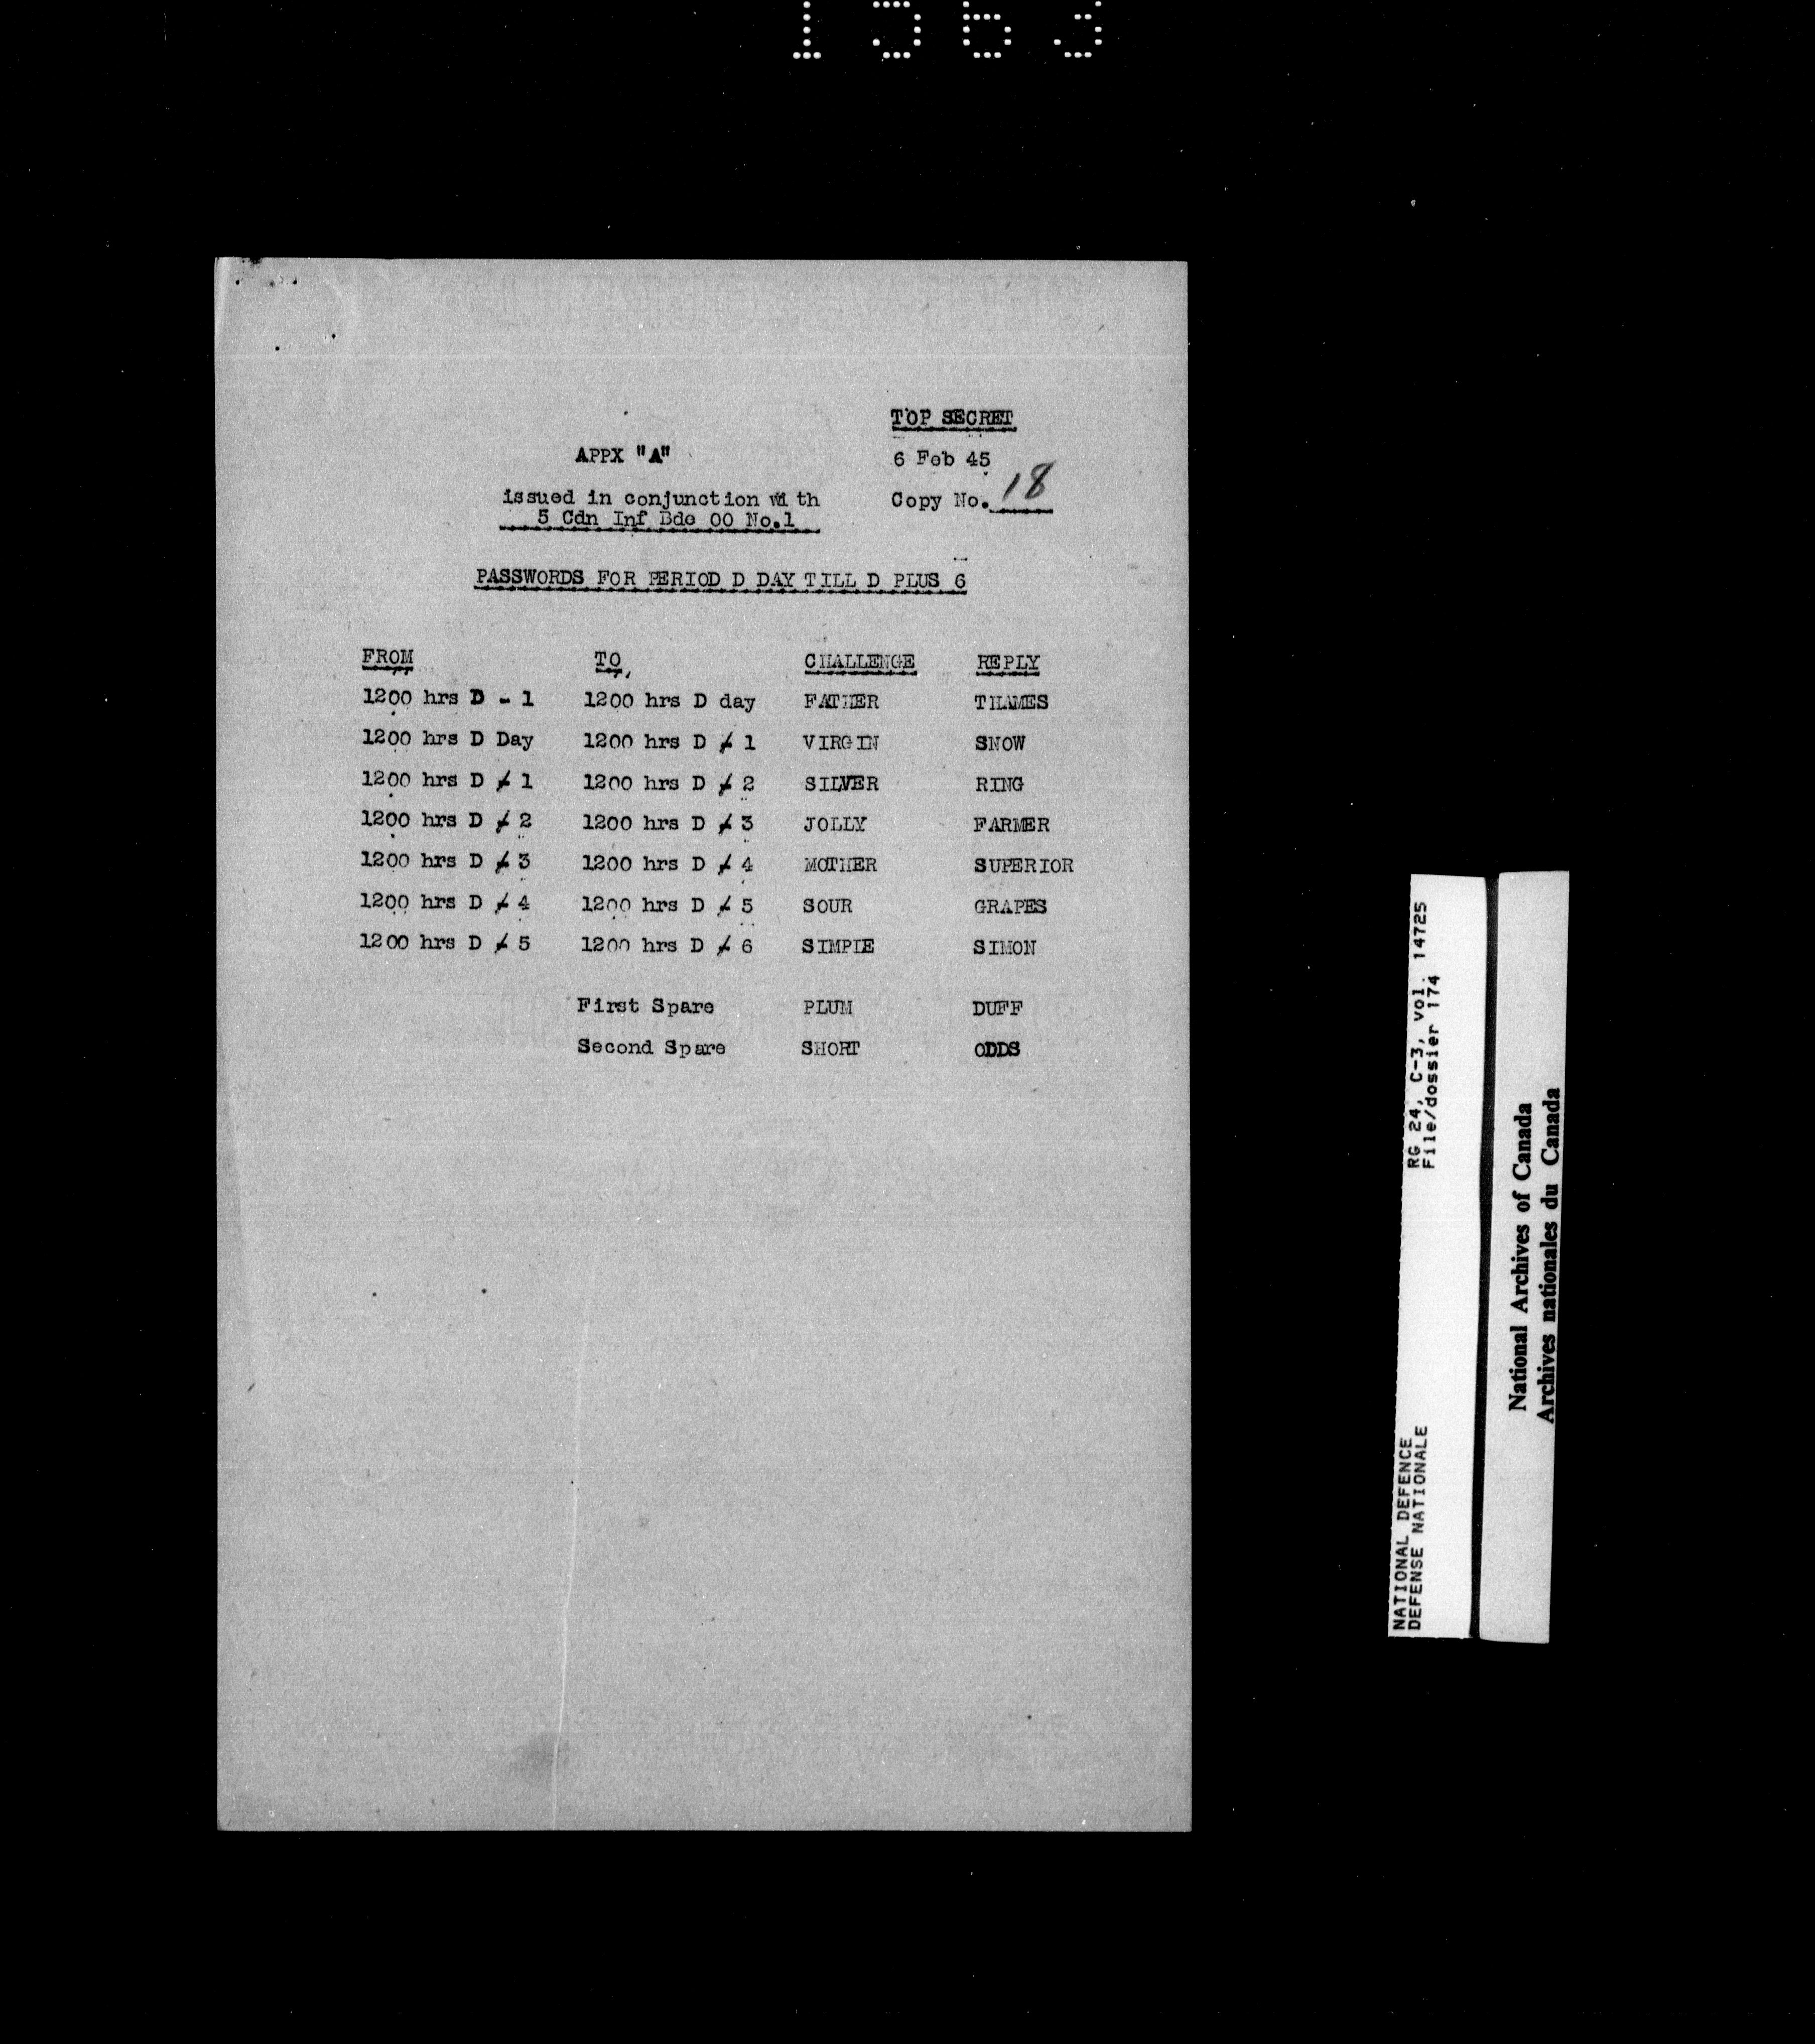 1563
TOP SECRET
APPX "A"
6 Feb 45
issued in conjunction with
Copy No. 18
5 Cdn Inf Bde OO No.1
PASSWORDS FOR PERIOD D DAY TILL D PLUS 6
FROM TO CHALLENGE REPLY
1200 hrs D - 1 1200 hrs D day FATHER THAMES
1200 hrs D Day 1200 hrs D ≠ 1 VIRGIN SNOW
1200 hrs D ≠ 1 1200 hrs D ≠ 2 SILVER RING
1200 hrs D ≠ 2 1200 hrs D ≠ 3 JOLLY FARMER
1200 hrs D ≠ 3 1200 hrs D ≠ 4 MOTHER SUPERIOR
1200 hrs D ≠ 4 1200 hrs D ≠ 5 SOUR GRAPES
1200 hrs D ≠ 5 1200 hrs D ≠ 6 SIMPIE SIMON
First Spare PLUM DUFF
Second Spare SHORT ODDS
NATIONAL DEFENCE RG 24, C-3, vol. 14725
DEFENSE NATIONALE File/dossier 174
National Archives of Canada
Archives nationales du Canada